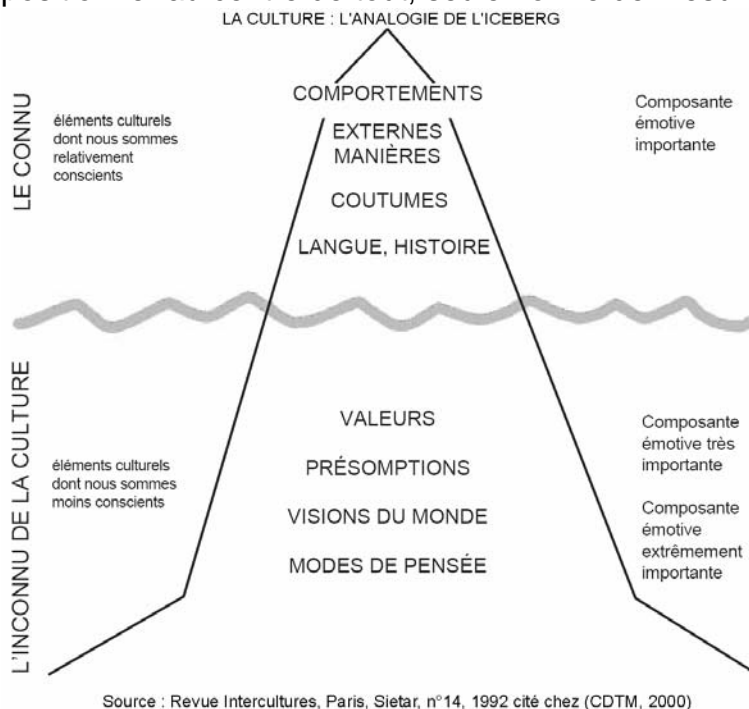 LA CULTURE : L'ANALOGIE DE L'ICEBERG
LE CONNU
éléments culturels
dont nous sommes
relativement
conscients
COMPORTEMENTS
EXTERNES
MANIÈRES
COUTUMES
LANGUE, HISTOIRE
Composante
émotive
importante
L'INCONNU DE LA CULTURE
éléments culturels
dont nous sommes
moins conscients
VALEURS
PRÉSOMPTIONS
VISIONS DU MONDE
MODES DE PENSÉE
Composante
émotive très
importante
Composante
émotive
extrêmement
importante
Source : Revue Intercultures, Paris, Sietar, n°14, 1992 cité chez (CDTM, 2000)